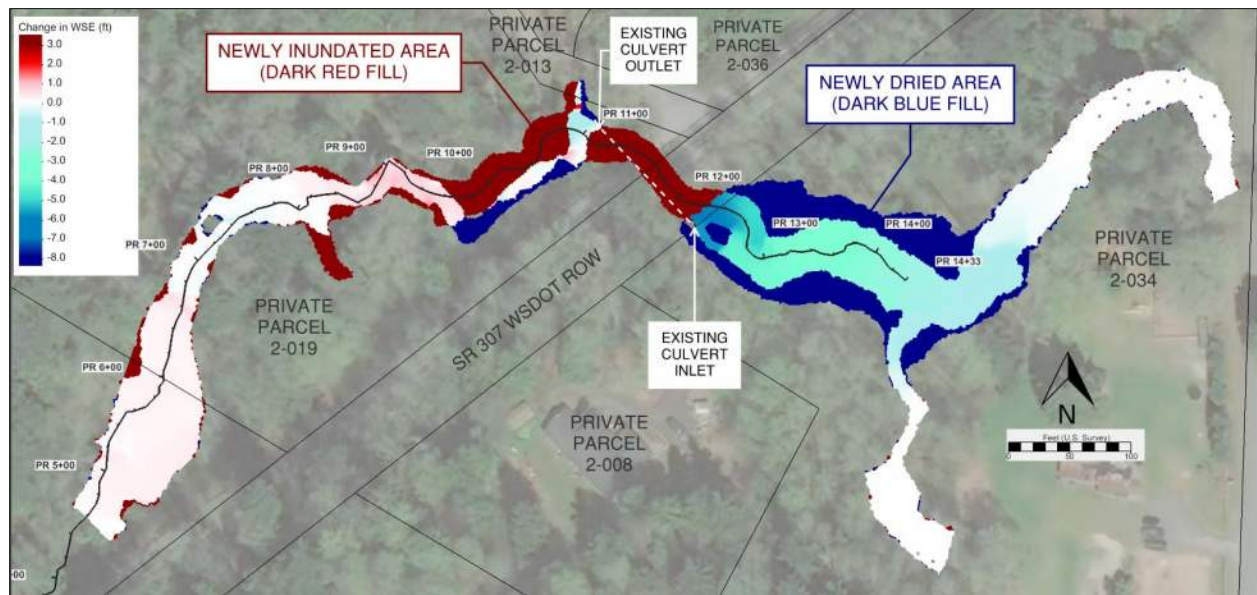 Change in WSE (ft)
3.0
2.0
1.0
0.0
-1.0
-2.0
-3.0
-4.0
-5.0
-6.0
-7.0
-8.0
NEWLY INUNDATED AREA
(DARK RED FILL)
PRIVATE
PARCEL
2-013
EXISTING
CULVERT
OUTLET
PRIVATE
PARCEL
2-036
NEWLY DRIED AREA
(DARK BLUE FILL)
PR 11+00
PR 10+00
PR 9+00
PR 8+00
PR 7+00
PR 6+00
PR 5+00
PR 12+00
PR 13+00
PR 14+00
PR 14+33
PRIVATE
PARCEL
2-034
PRIVATE
PARCEL
2-019
SR 307 WSDOT ROW
EXISTING
CULVERT
INLET
PRIVATE
PARCEL
2-008
N
Feet (U.S. Survey)
0
50
100